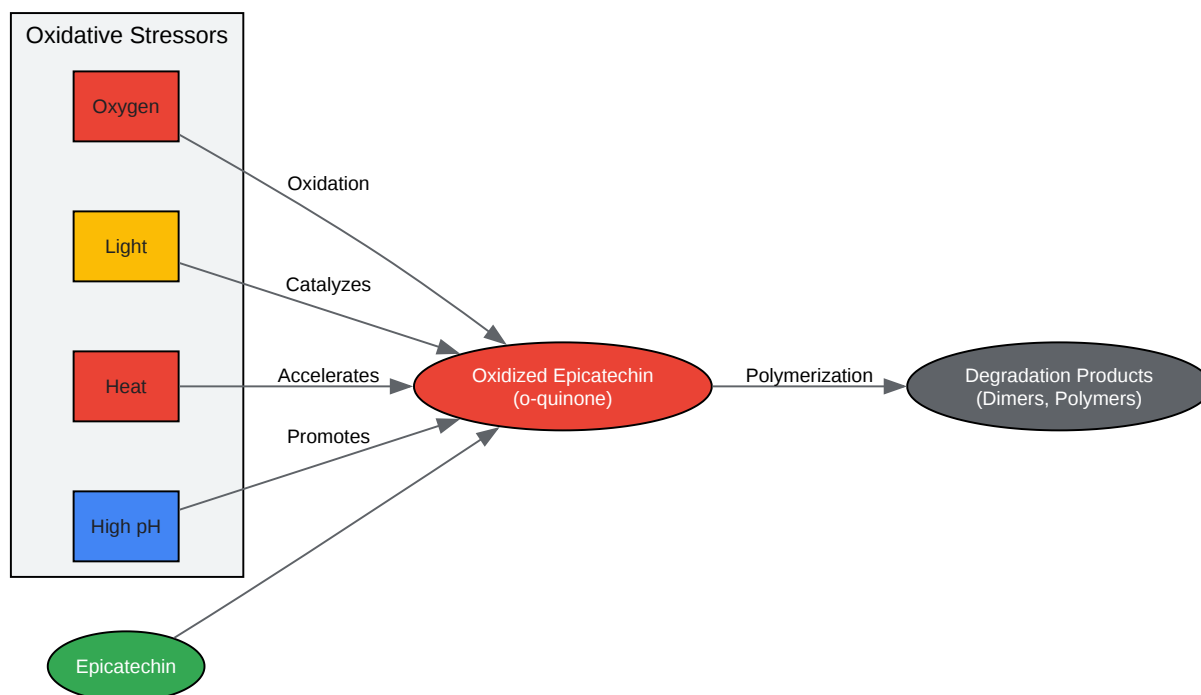 Oxidative Stressors
Oxygen
Oxidation
Light
Catalyzes
Heat
Accelerates
Oxidized Epicatechin
(o-quinone)
Polymerization
Degradation Products
(Dimers, Polymers)
Promotes
High pH
Epicatechin